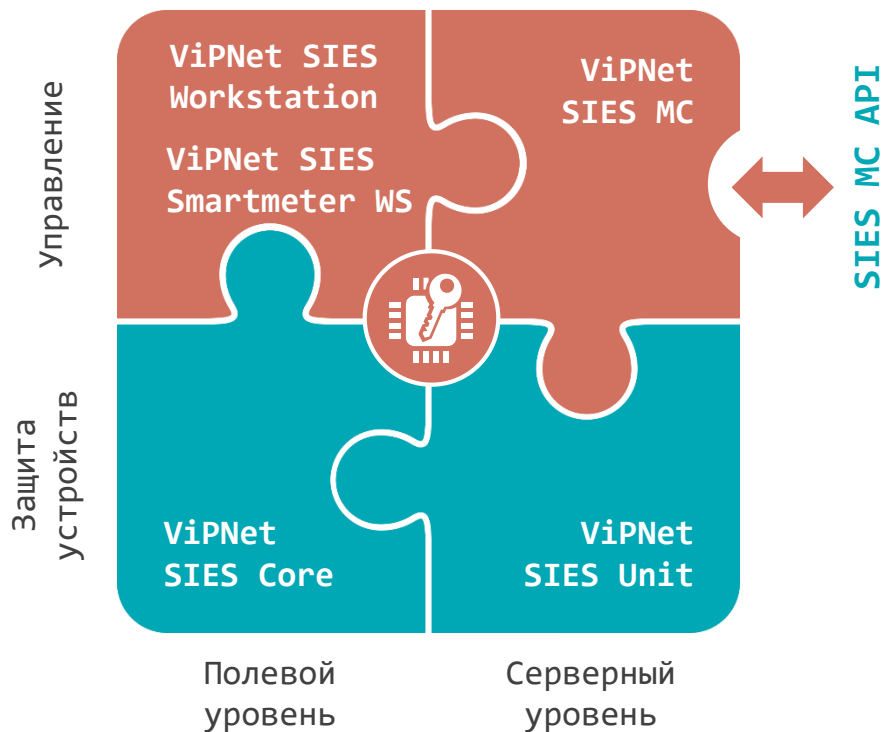 ViPNet SIES
Workstation
ViPNet SIES
Smartmeter WS
ViPNet
SIES MC
SIES MC API
Управление
Защита
устройств
ViPNet
SIES Core
ViPNet
SIES Unit
Полевой
уровень
Серверный
уровень